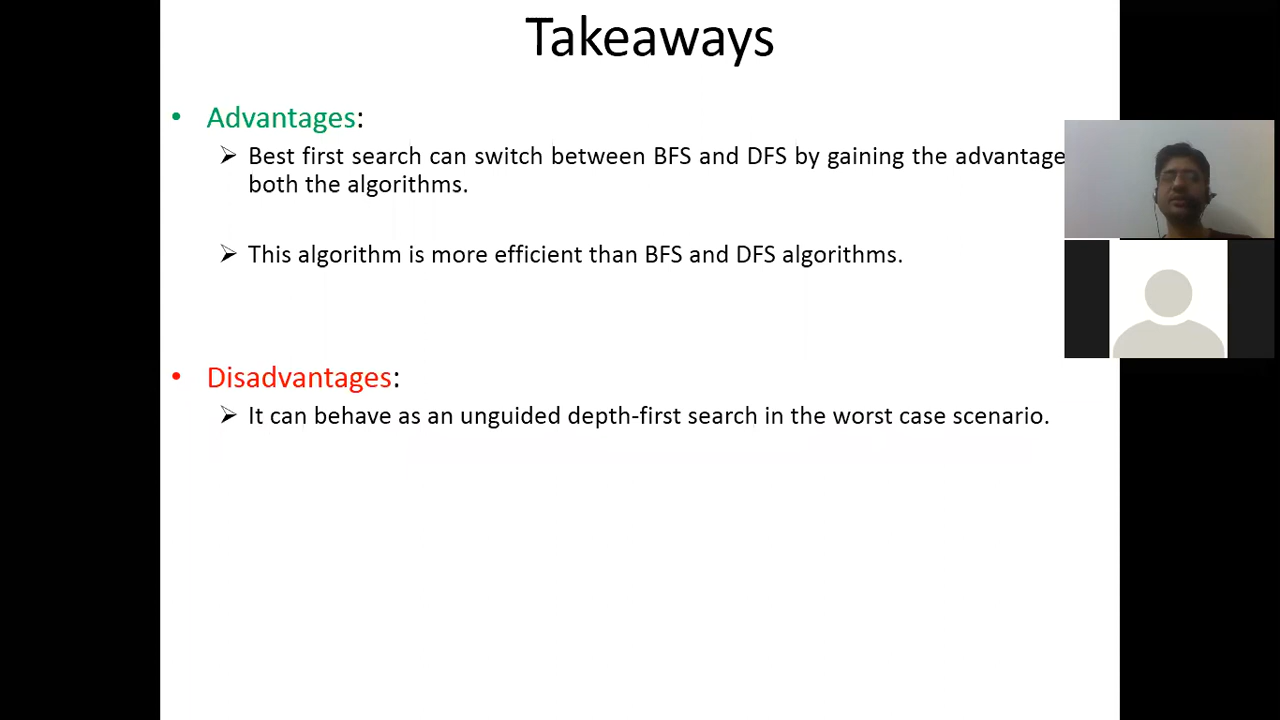 Takeaways
• Advantages:
➢ Best first search can switch between BFS and DFS by gaining the advantage
both the algorithms.
➢ This algorithm is more efficient than BFS and DFS algorithms.
• Disadvantages:
➢ It can behave as an unguided depth-first search in the worst case scenario.